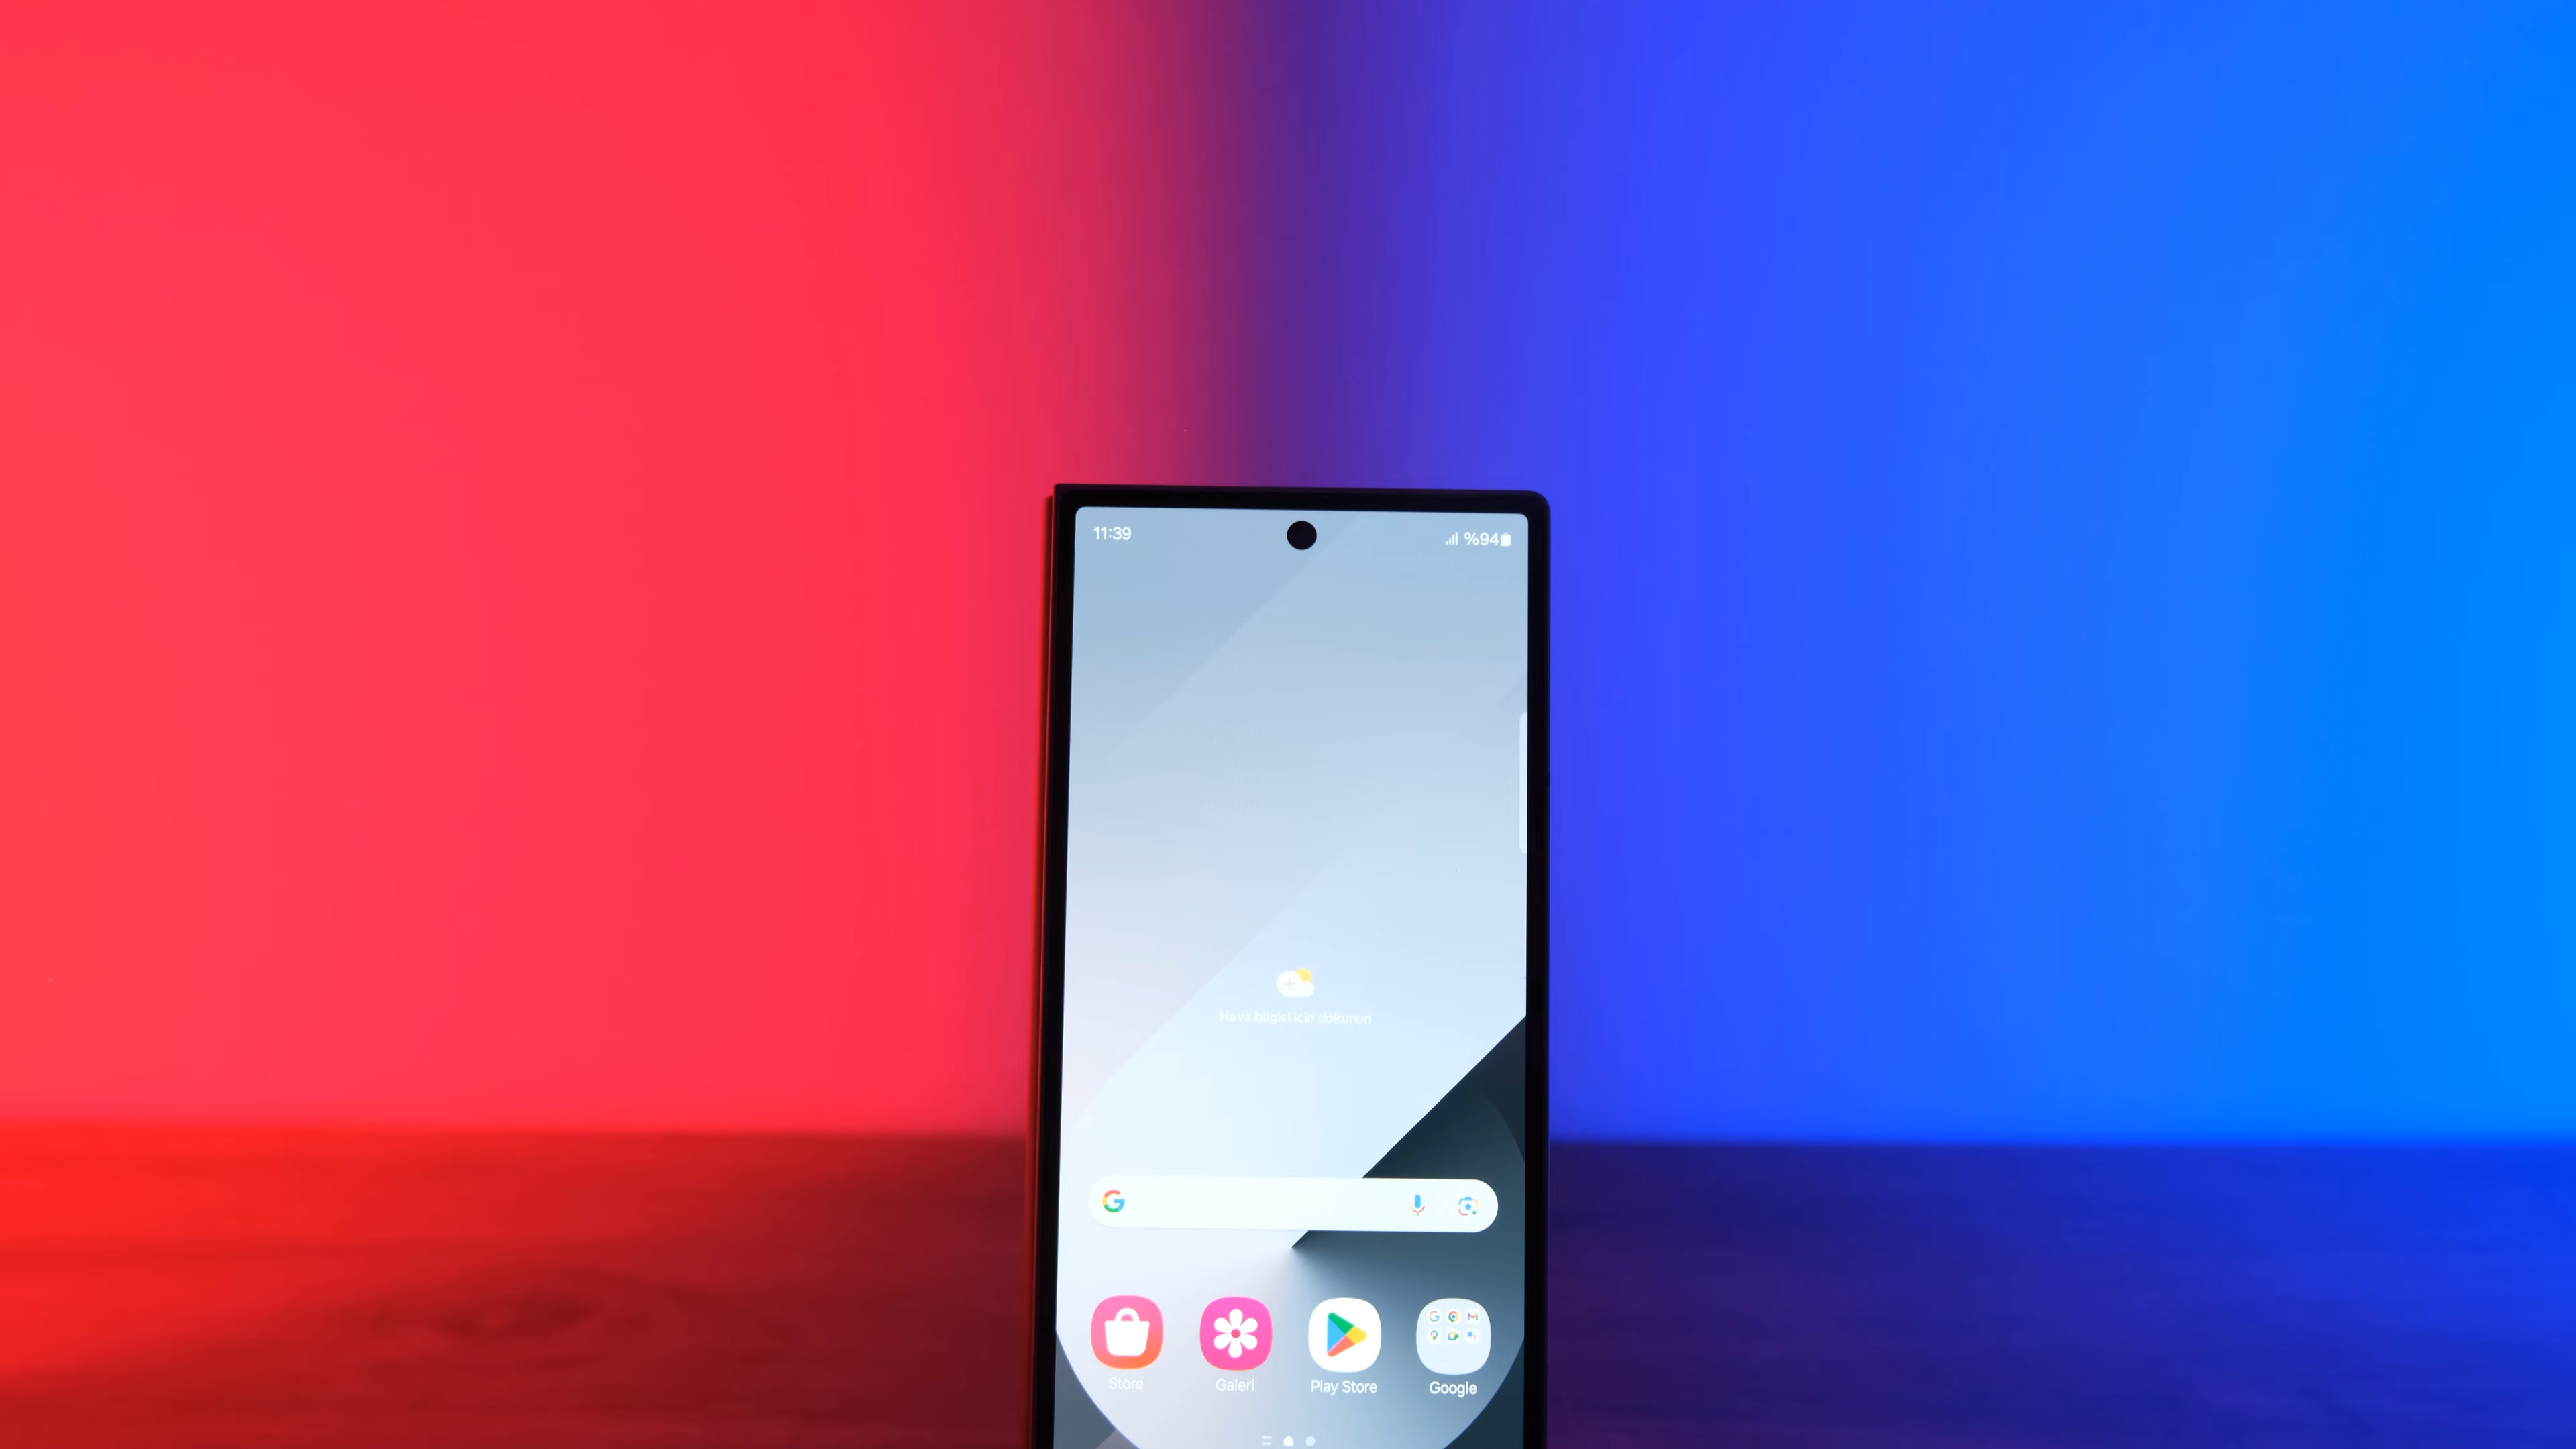 11:39
%94
Hava bilgisi için dokunun
Store
Galeri
Play Store
Google